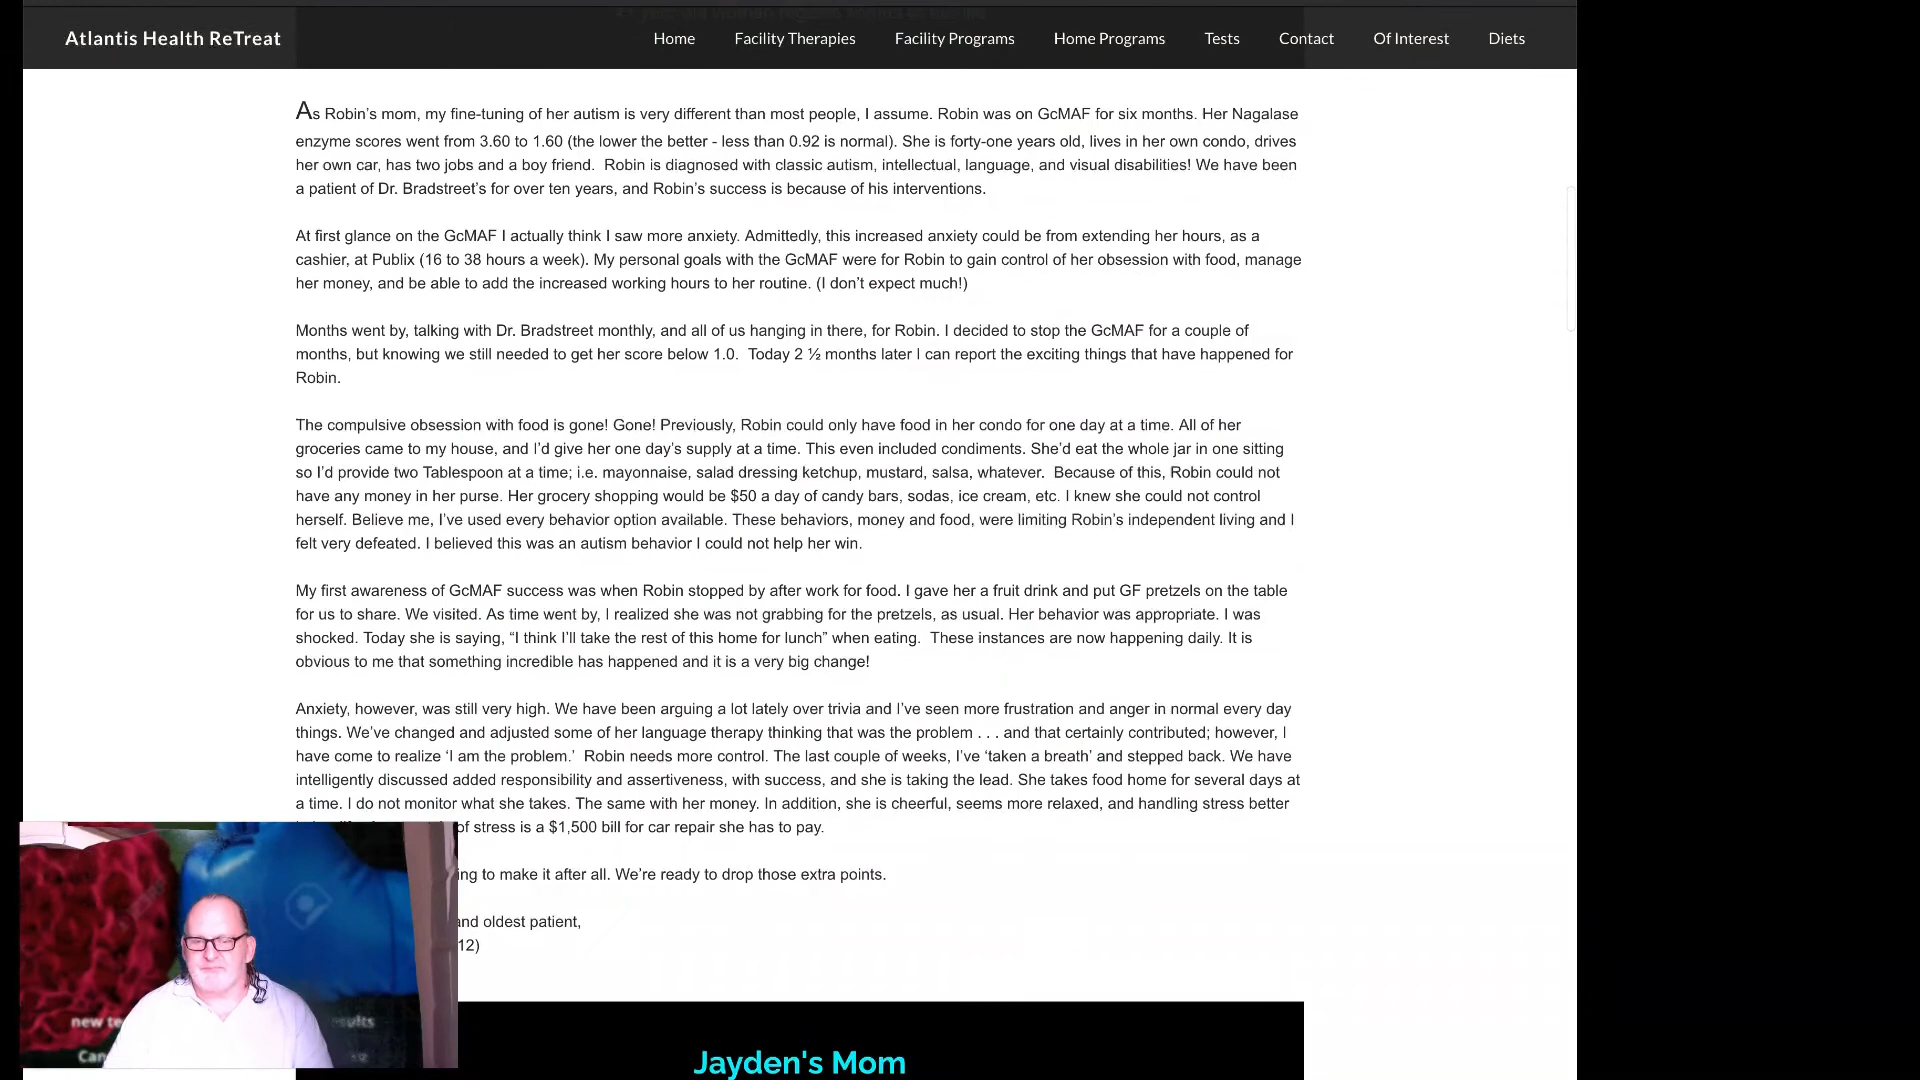 Atlantis Health ReTreat
Home Facility Therapies Facility Programs Home Programs Tests Contact Of Interest Diets
As Robin's mom, my fine-tuning of her autism is very different than most people, I assume. Robin was on GcMAF for six months. Her Nagalase
enzyme scores went from 3.60 to 1.60 (the lower the better - less than 0.92 is normal). She is forty-one years old, lives in her own condo, drives
her own car, has two jobs and a boy friend.  Robin is diagnosed with classic autism, intellectual, language, and visual disabilities! We have been
a patient of Dr. Bradstreet's for over ten years, and Robin's success is because of his interventions.
At first glance on the GcMAF I actually think I saw more anxiety. Admittedly, this increased anxiety could be from extending her hours, as a
cashier, at Publix (16 to 38 hours a week). My personal goals with the GcMAF were for Robin to gain control of her obsession with food, manage
her money, and be able to add the increased working hours to her routine. (I don't expect much!)
Months went by, talking with Dr. Bradstreet monthly, and all of us hanging in there, for Robin. I decided to stop the GcMAF for a couple of
months, but knowing we still needed to get her score below 1.0.  Today 2 ½ months later I can report the exciting things that have happened for
Robin.
The compulsive obsession with food is gone! Gone! Previously, Robin could only have food in her condo for one day at a time. All of her
groceries came to my house, and I'd give her one day's supply at a time. This even included condiments. She'd eat the whole jar in one sitting
so I'd provide two Tablespoon at a time; i.e. mayonnaise, salad dressing ketchup, mustard, salsa, whatever.  Because of this, Robin could not
have any money in her purse. Her grocery shopping would be $50 a day of candy bars, sodas, ice cream, etc. I knew she could not control
herself. Believe me, I've used every behavior option available. These behaviors, money and food, were limiting Robin's independent living and I
felt very defeated. I believed this was an autism behavior I could not help her win.
My first awareness of GcMAF success was when Robin stopped by after work for food. I gave her a fruit drink and put GF pretzels on the table
for us to share. We visited. As time went by, I realized she was not grabbing for the pretzels, as usual. Her behavior was appropriate. I was
shocked. Today she is saying, "I think I'll take the rest of this home for lunch" when eating.  These instances are now happening daily. It is
obvious to me that something incredible has happened and it is a very big change!
Anxiety, however, was still very high. We have been arguing a lot lately over trivia and I've seen more frustration and anger in normal every day
things. We've changed and adjusted some of her language therapy thinking that was the problem . . . and that certainly contributed; however, I
have come to realize 'I am the problem.'  Robin needs more control. The last couple of weeks, I've 'taken a breath' and stepped back. We have
intelligently discussed added responsibility and assertiveness, with success, and she is taking the lead. She takes food home for several days at
a time. I do not monitor what she takes. The same with her money. In addition, she is cheerful, seems more relaxed, and handling stress better
of stress is a $1,500 bill for car repair she has to pay.
ing to make it after all. We're ready to drop those extra points.
and oldest patient,
12)
new
Jayden's Mom